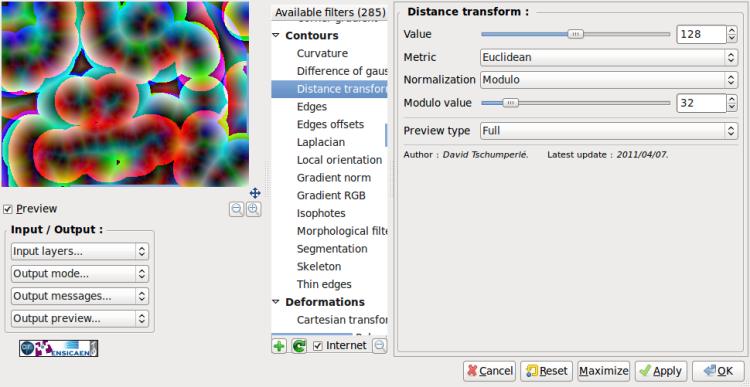 Preview
Input / Output :
Input layers...
Output mode...
Output messages...
Output preview...
ENSICAEN
Available filters (285)
Contours
Curvature
Difference of gaus
Distance transforn
Edges
Edges offsets
Laplacian
Local orientation
Gradient norm
Gradient RGB
Isophotes
Morphological filte
Segmentation
Skeleton
Thin edges
Deformations
Cartesian transfor
Internet
Distance transform :
Value 128
Metric Euclidean
Normalization Modulo
Modulo value 32
Preview type Full
Author : David Tschumperlé. Latest update : 2011/04/07.
Cancel Reset Maximize Apply OK